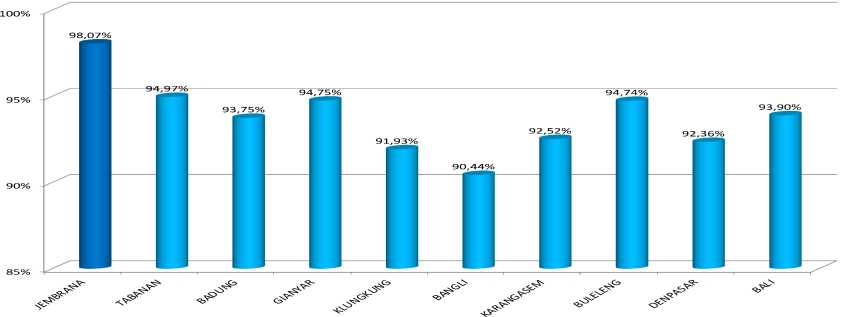 100%
95%
90%
85%
98,07%
94,97%
93,75%
94,75%
91,93%
90,44%
92,52%
94,74%
92,36%
93,90%
JEMBRANA
TABANAN
BADUNG
GIANYAR
KLUNGKUNG
BANGLI
KARANGASEM
BULELENG
DENPASAR
BALI